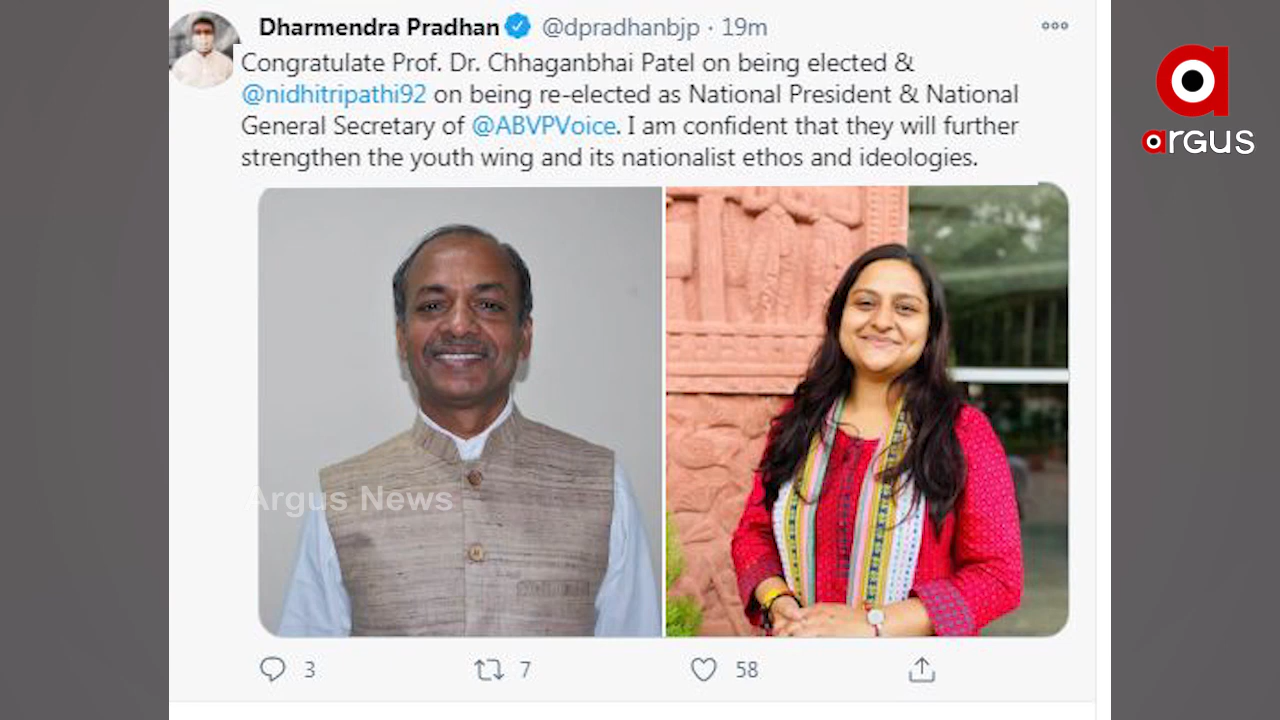 Dharmendra Pradhan @dpradhanbjp · 19m
Congratulate Prof. Dr. Chhaganbhai Patel on being elected &
@nidhitripathi92 on being re-elected as National President & National
General Secretary of @ABVPVoice. I am confident that they will further
strengthen the youth wing and its nationalist ethos and ideologies.
Argus News
3 7 58
a
argus